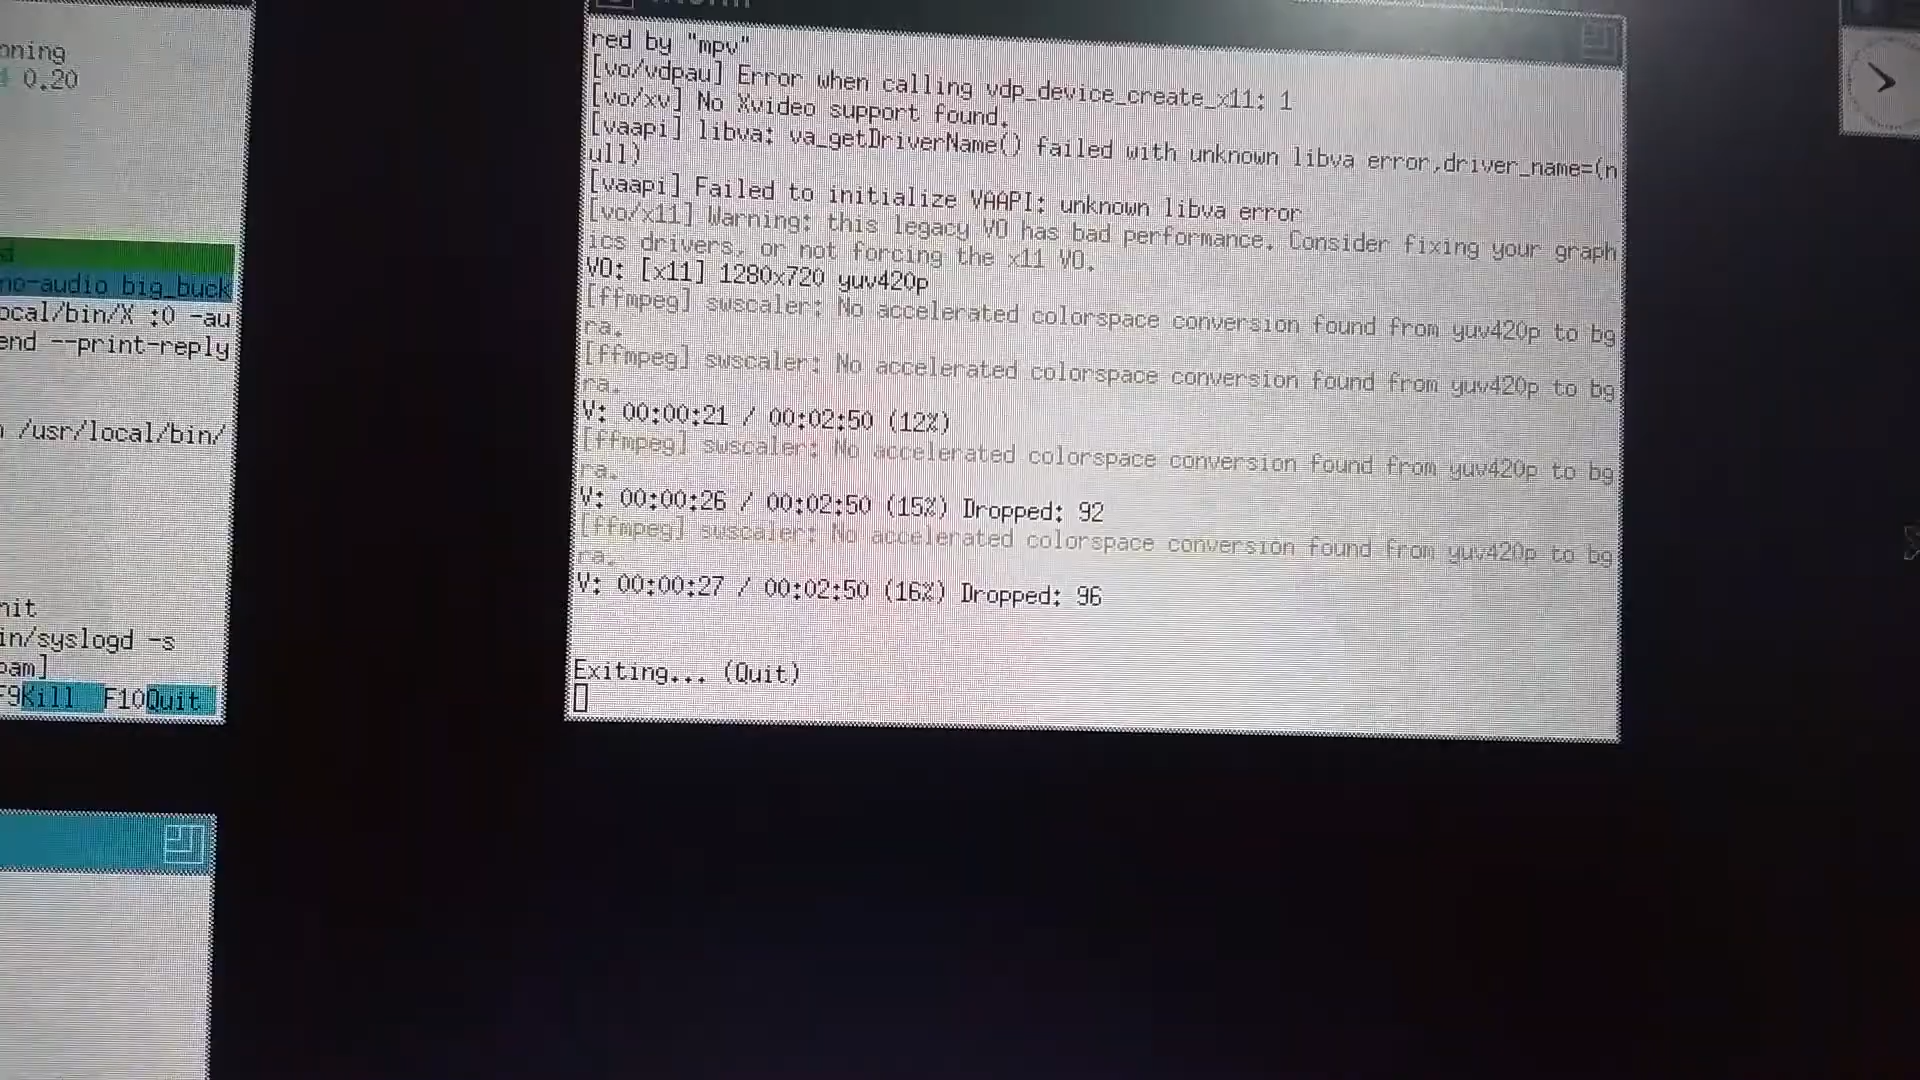 ning
0.20
no-audio big_buck
ocal/bin/X :0 -au
end --print-reply
/usr/local/bin/
nit
in/syslogd -s
oam]
F9Kill F10Quit
red by "mpv"
[vo/vdpau] Error when calling vdp_device_create_x11: 1
[vo/xv] No Xvideo support found.
[vaapi] libva: va_getDriverName() failed with unknown libva error,driver_name=(n
ull)
[vaapi] Failed to initialize VAAPI: unknown libva error
[vo/x11] Warning: this legacy VO has bad performance. Consider fixing your graph
ics drivers, or not forcing the x11 VO.
VO: [x11] 1280x720 yuv420p
[ffmpeg] swscaler: No accelerated colorspace conversion found from yuv420p to bg
ra.
[ffmpeg] swscaler: No accelerated colorspace conversion found from yuv420p to bg
ra.
V: 00:00:21 / 00:02:50 (12%)
[ffmpeg] swscaler: No accelerated colorspace conversion found from yuv420p to bg
ra.
V: 00:00:26 / 00:02:50 (15%) Dropped: 92
[ffmpeg] swscaler: No accelerated colorspace conversion found from yuv420p to bg
ra.
V: 00:00:27 / 00:02:50 (16%) Dropped: 96
Exiting... (Quit)